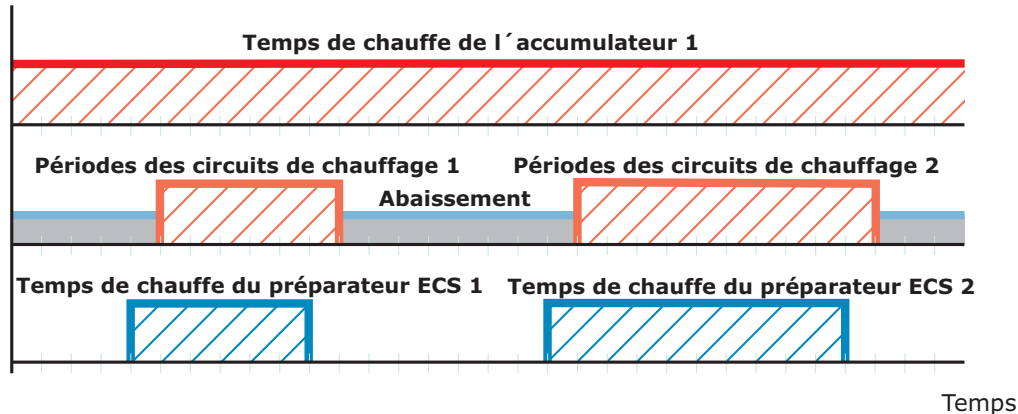 Temps de chauffe de l´accumulateur 1
Périodes des circuits de chauffage 1
Périodes des circuits de chauffage 2
Abaissement
Temps de chauffe du préparateur ECS 1
Temps de chauffe du préparateur ECS 2
Temps